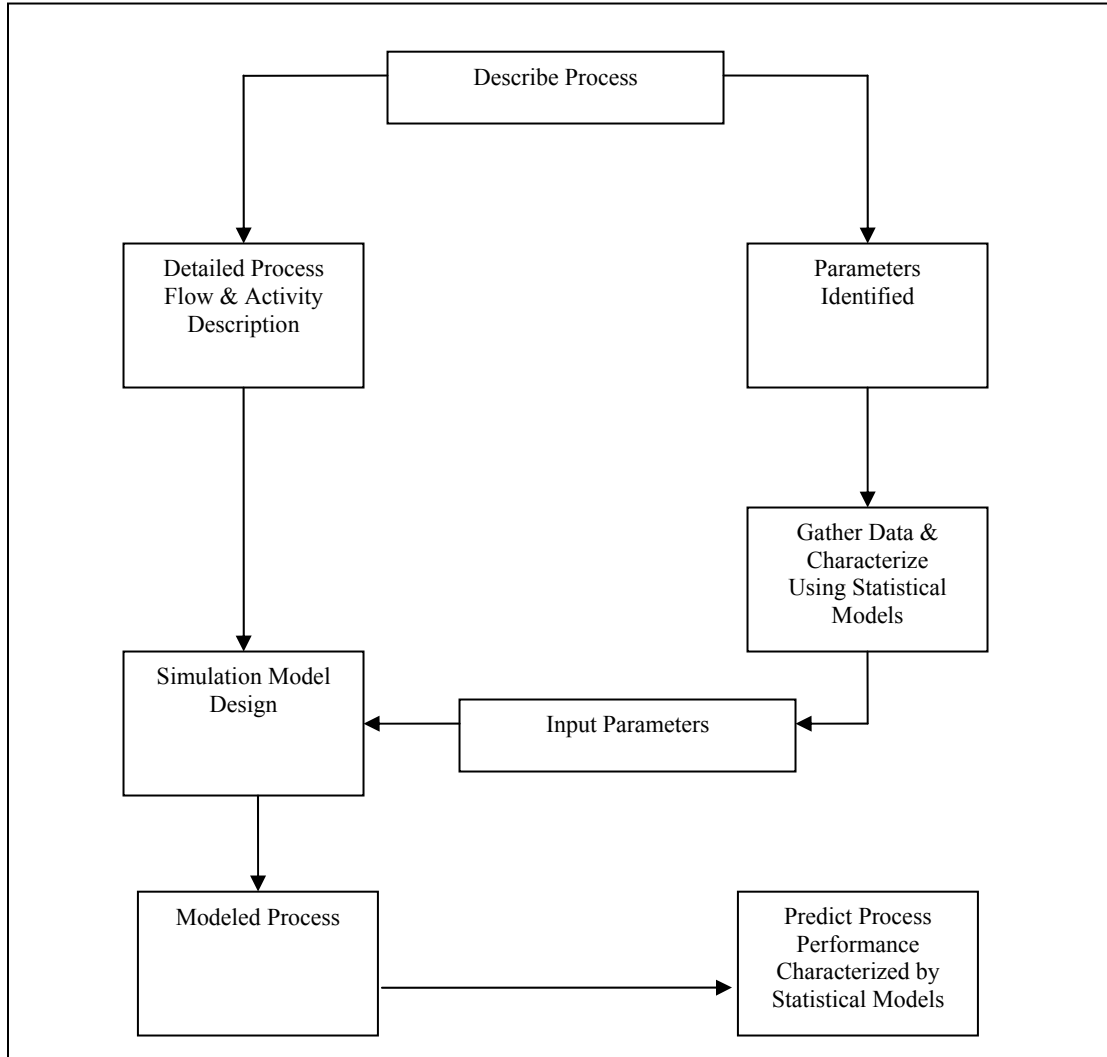 Describe Process
Detailed Process
Flow & Activity
Description
Parameters
Identified
Gather Data &
Characterize
Using Statistical
Models
Simulation Model
Design
Input Parameters
Modeled Process
Predict Process
Performance
Characterized by
Statistical Models